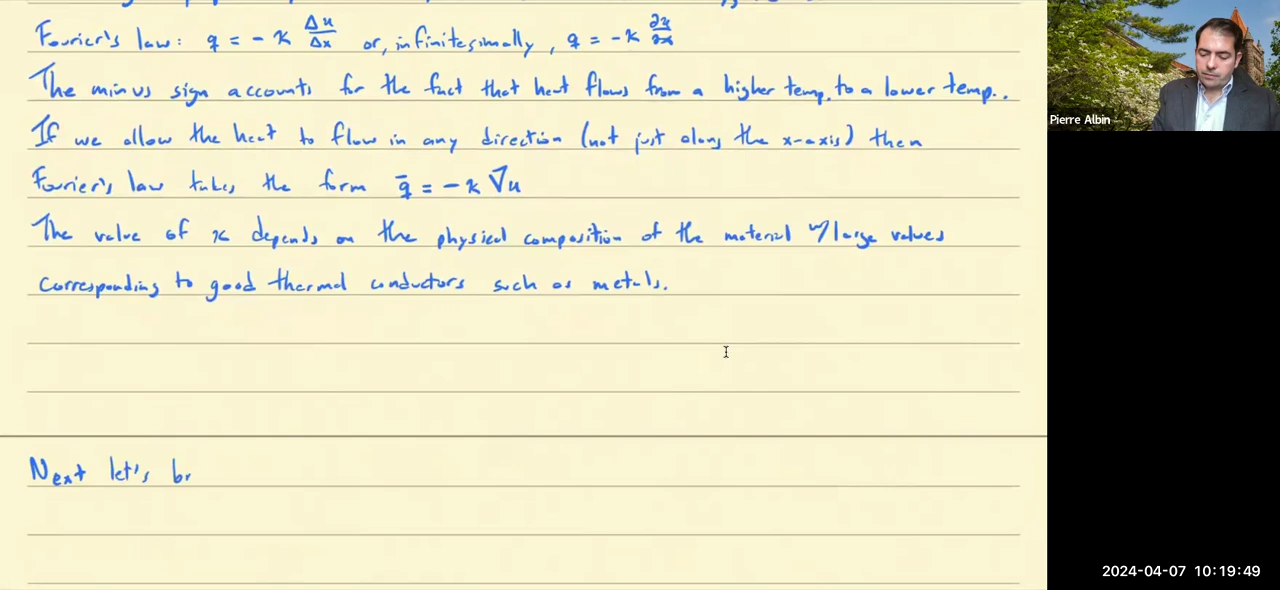 Fourier's law: q = - κ Δu/Δx or, infinitesimally, q = -κ ∂u/∂x
The minus sign accounts for the fact that heat flows from a higher temp. to a lower temp..
If we allow the heat to flow in any direction (not just along the x-axis) then
Fourier's law takes the form q̄ = -κ ∇u
The value of κ depends on the physical composition of the material w/large values
corresponding to good thermal conductors such as metals.
Next let's br
Pierre Albin
2024-04-07 10:19:49